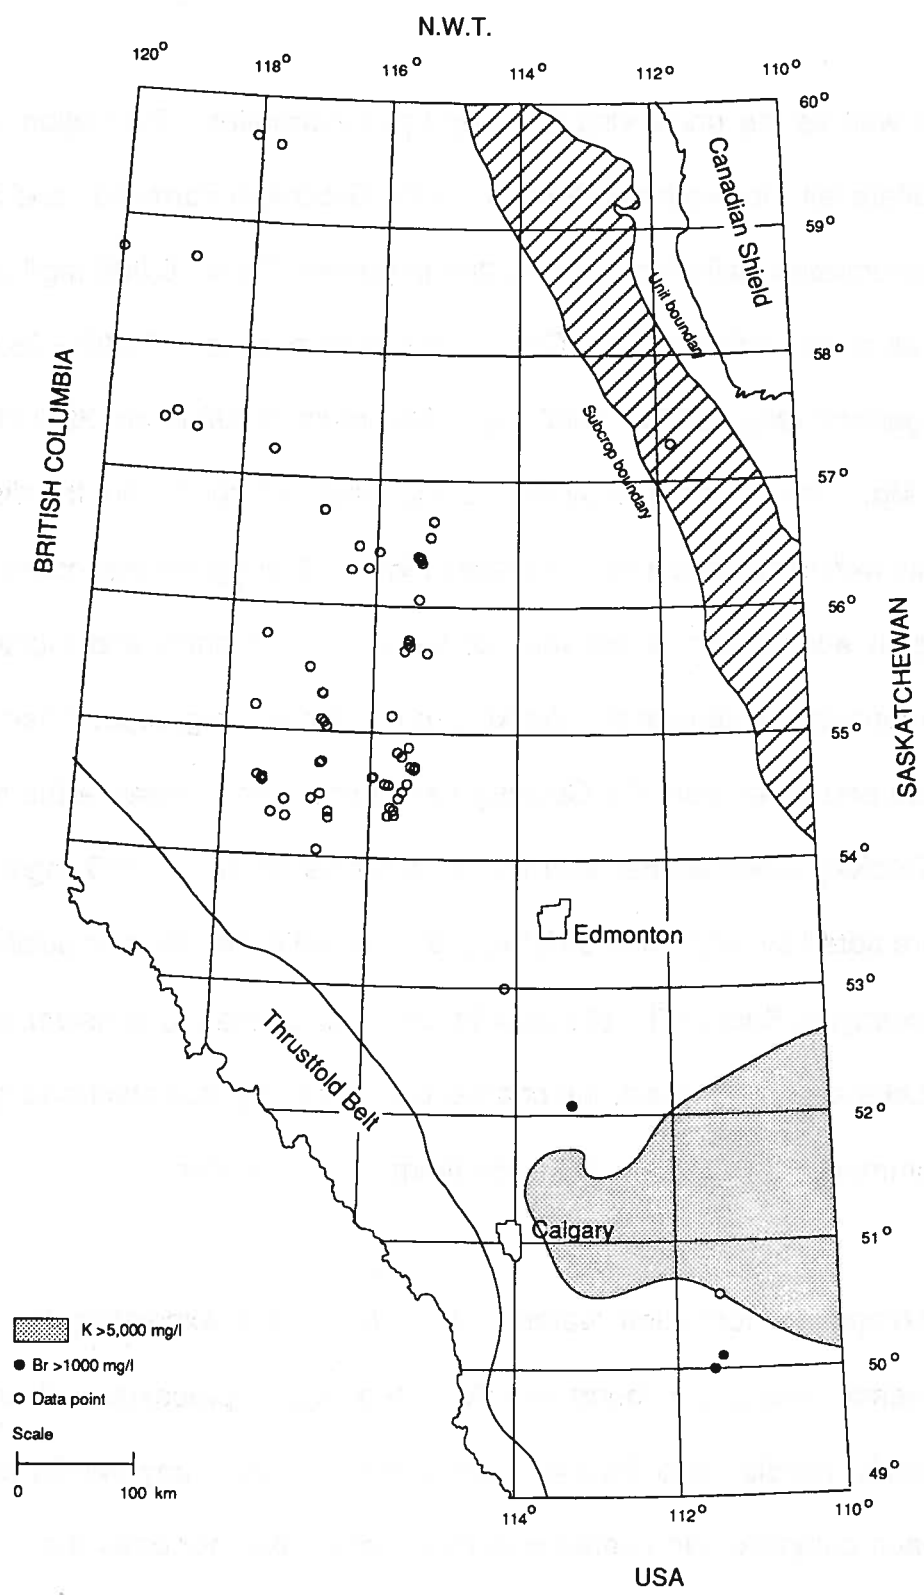 N.W.T.
120° 118° 116° 114° 112° 110°
60°
Canadian Shield
59°
Unit boundary
58°
BRITISH COLUMBIA
Subcrop boundary
57°
56°
SASKATCHEWAN
55°
54°
Edmonton
53°
Thrustfold Belt
52°
Calgary
51°
K >5,000 mg/l
Br >1000 mg/l
50°
Data point
Scale
0 100 km
49°
114° 112° 110°
USA